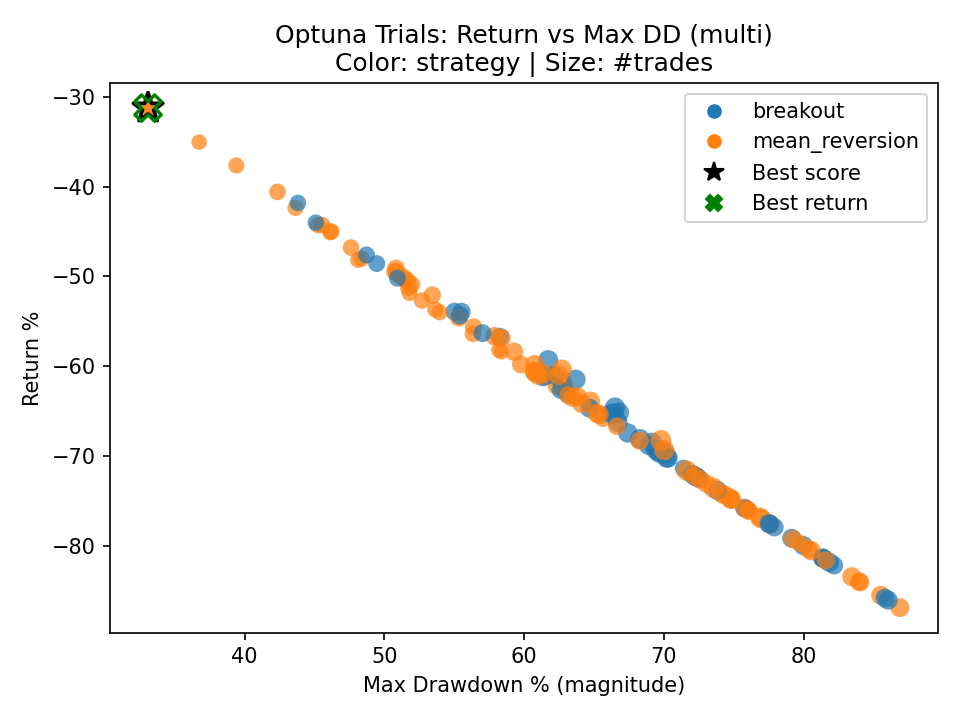 Optuna Trials: Return vs Max DD (multi)
Color: strategy | Size: #trades
−30
−40
−50
−60
−70
−80
Return %
breakout
mean_reversion
Best score
Best return
40
50
60
70
80
Max Drawdown % (magnitude)